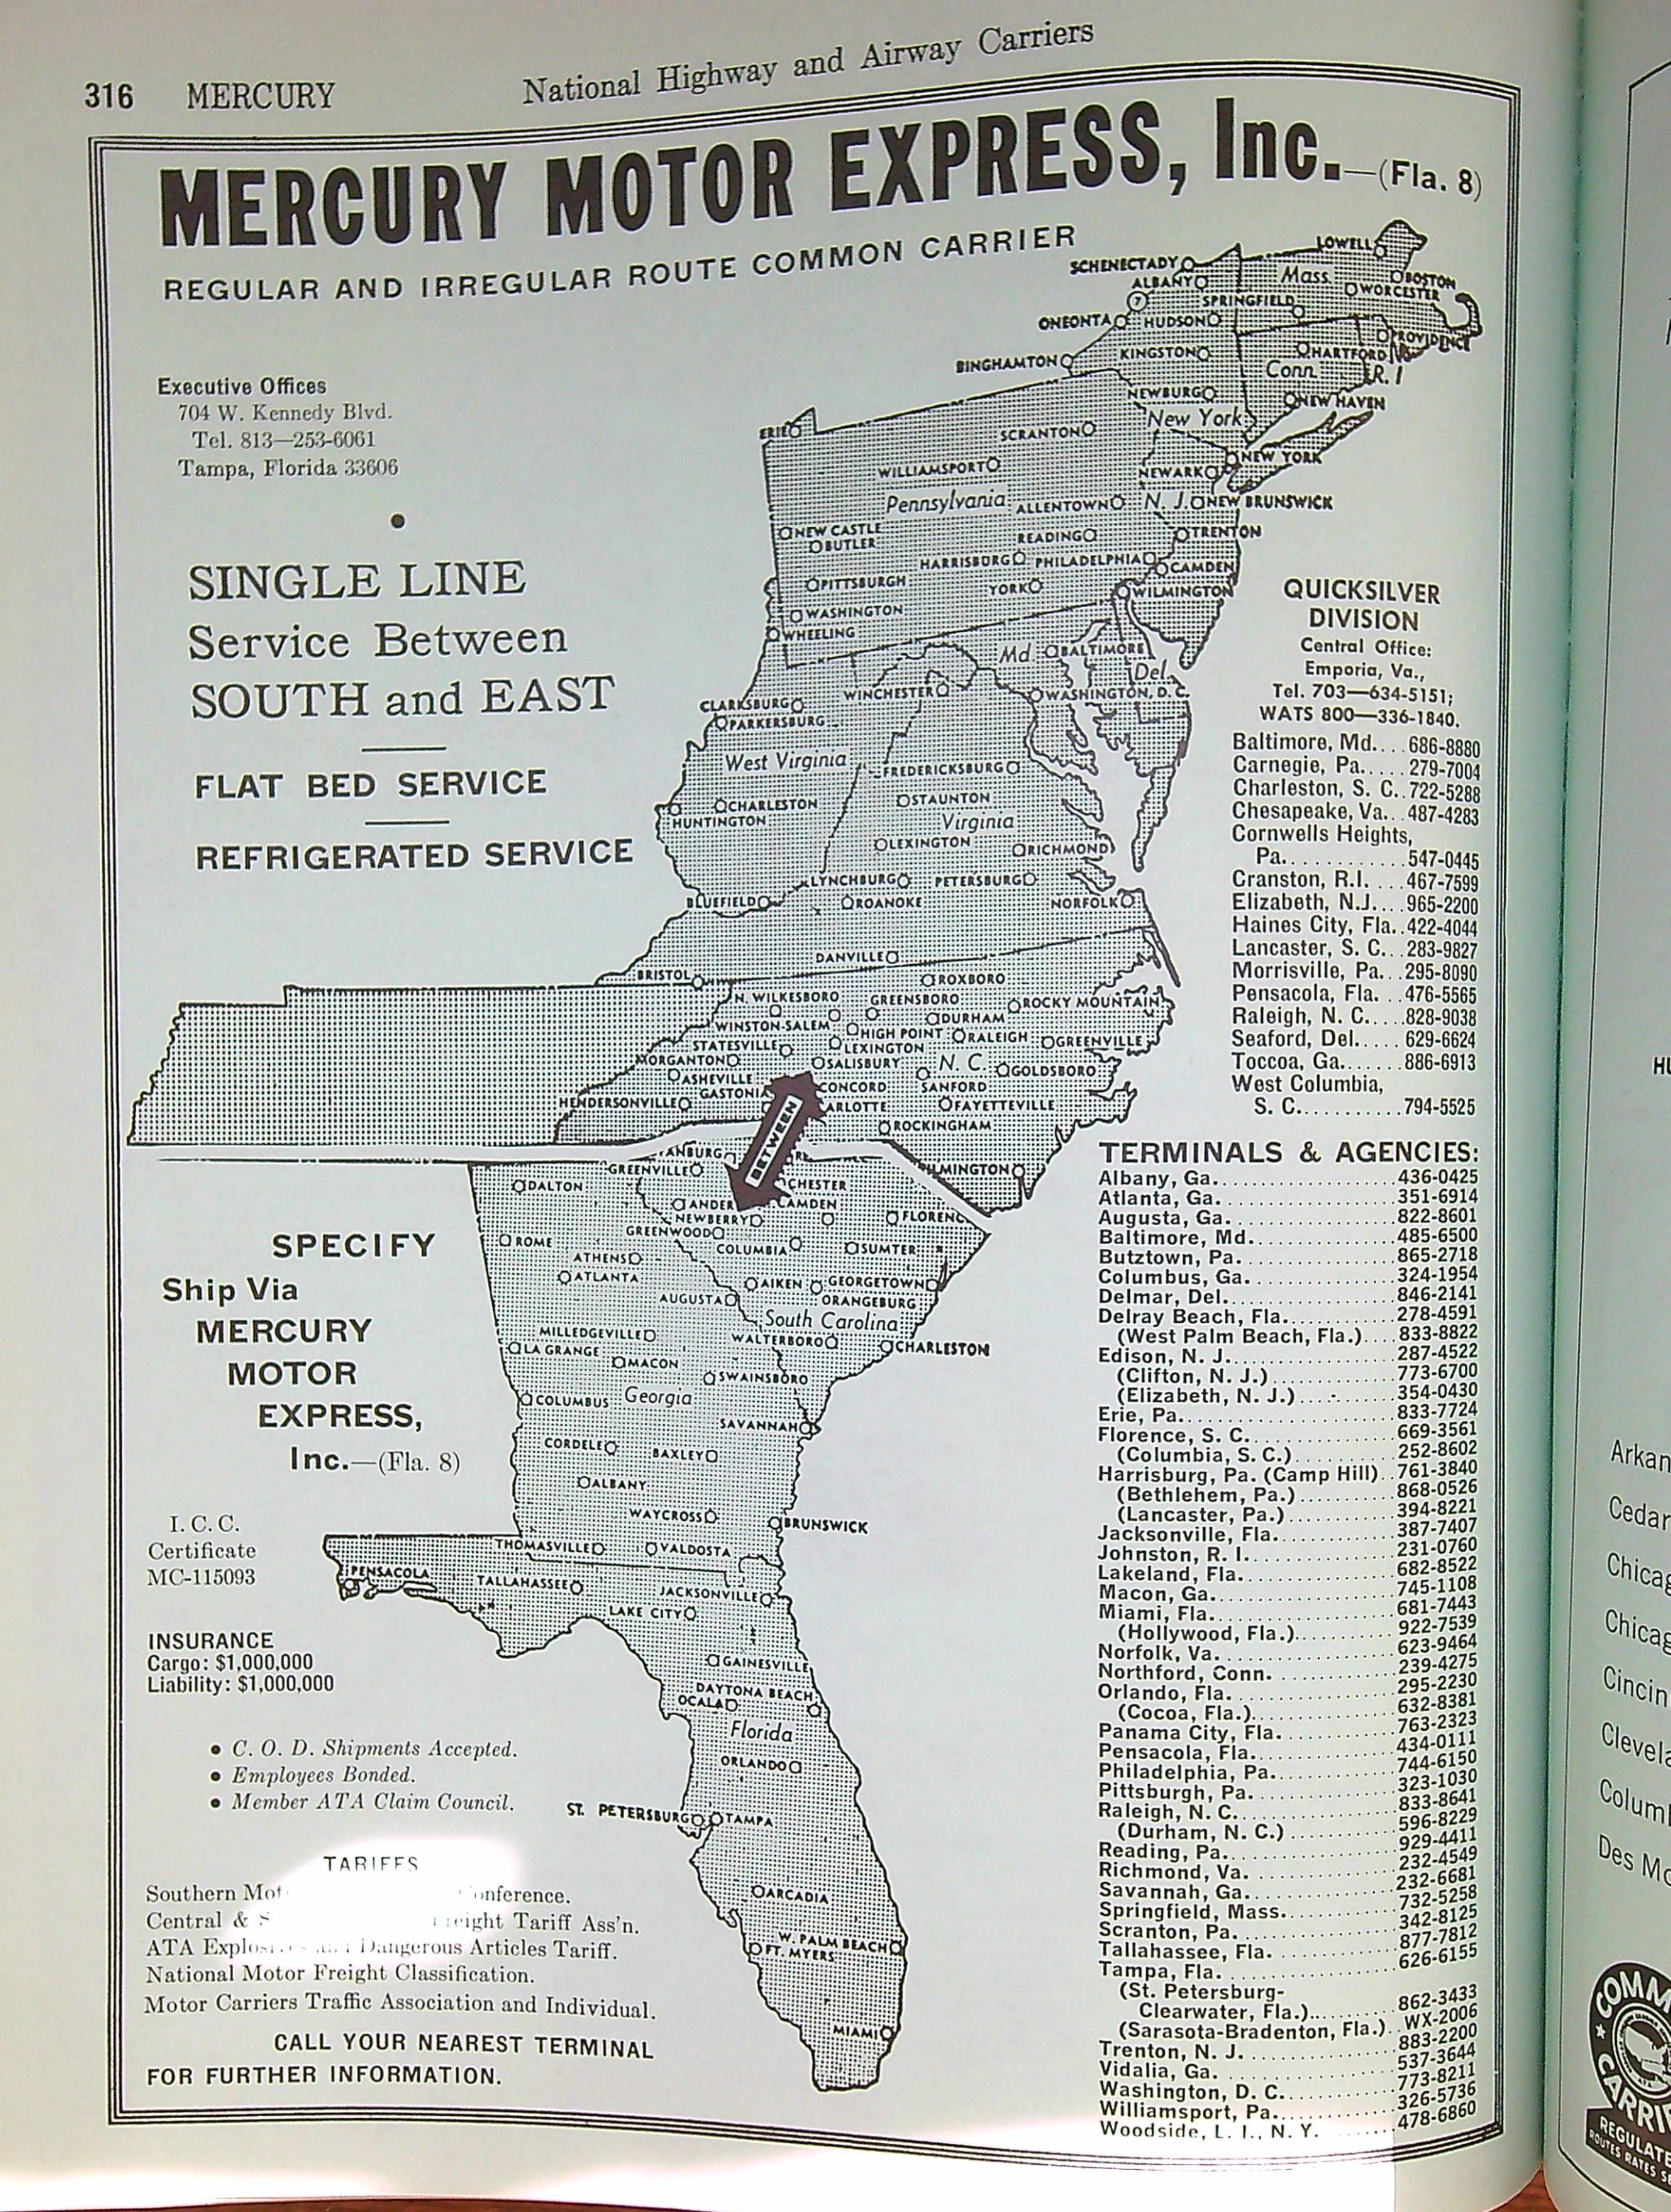 316 MERCURY National Highway and Airway Carriers
MERCURY MOTOR EXPRESS, Inc.—(Fla. 8)
REGULAR AND IRREGULAR ROUTE COMMON CARRIER
Executive Offices
704 W. Kennedy Blvd.
Tel. 813—253-6061
Tampa, Florida 33606
SINGLE LINE
Service Between
SOUTH and EAST
FLAT BED SERVICE
REFRIGERATED SERVICE
LOWELL
SCHENECTADY
ALBANY
Mass.
BOSTON
WORCESTER
7
SPRINGFIELD
ONEONTA
HUDSON
PROVIDENCE
BINGHAMTON
KINGSTON
HARTFORD
Conn.
R. I
NEWBURG
NEW HAVEN
New York
ERIE
SCRANTON
NEW YORK
WILLIAMSPORT
NEWARK
Pennsylvania
ALLENTOWN
N. J.
NEW BRUNSWICK
NEW CASTLE
BUTLER
READING
TRENTON
HARRISBURG
PHILADELPHIA
CAMDEN
PITTSBURGH
YORK
WILMINGTON
WASHINGTON
WHEELING
Md.
BALTIMORE
Del.
WINCHESTER
WASHINGTON, D. C.
CLARKSBURG
PARKERSBURG
West Virginia
FREDERICKSBURG
CHARLESTON
STAUNTON
HUNTINGTON
Virginia
LEXINGTON
RICHMOND
LYNCHBURG
PETERSBURG
BLUEFIELD
ROANOKE
NORFOLK
DANVILLE
BRISTOL
ROXBORO
N. WILKESBORO
GREENSBORO
ROCKY MOUNTAIN
DURHAM
WINSTON-SALEM
HIGH POINT
RALEIGH
GREENVILLE
STATESVILLE
LEXINGTON
MORGANTON
SALISBURY
N. C.
GOLDSBORO
ASHEVILLE
CONCORD
SANFORD
GASTONIA
HENDERSONVILLE
ARLOTTE
FAYETTEVILLE
ROCKINGHAM
BETWEEN
ANBURG
GREENVILLE
LMINGTON
DALTON
CHESTER
ANDER
CAMDEN
NEWBERRY
FLORENC
GREENWOOD
ROME
COLUMBIA
SUMTER
ATHENS
ATLANTA
AIKEN
GEORGETOWN
AUGUSTA
ORANGEBURG
South Carolina
MILLEDGEVILLE
WALTERBORO
LA GRANGE
CHARLESTON
MACON
SWAINSBORO
COLUMBUS
Georgia
SAVANNAH
CORDELE
BAXLEY
ALBANY
WAYCROSS
BRUNSWICK
THOMASVILLE
VALDOSTA
PENSACOLA
TALLAHASSEE
JACKSONVILLE
LAKE CITY
GAINESVILLE
DAYTONA BEACH
OCALA
Florida
ORLANDO
ST. PETERSBURG
TAMPA
ARCADIA
W. PALM BEACH
FT. MYERS
MIAMI
QUICKSILVER
DIVISION
Central Office:
Emporia, Va.,
Tel. 703—634-5151;
WATS 800—336-1840.
Baltimore, Md....686-8880
Carnegie, Pa.....279-7004
Charleston, S. C..722-5288
Chesapeake, Va...487-4283
Cornwells Heights,
Pa............547-0445
Cranston, R.I. ....467-7599
Elizabeth, N.J....965-2200
Haines City, Fla..422-4044
Lancaster, S. C...283-9827
Morrisville, Pa...295-8090
Pensacola, Fla. ...476-5565
Raleigh, N. C.....828-9038
Seaford, Del.....629-6624
Toccoa, Ga.......886-6913
West Columbia,
S. C...........794-5525
TERMINALS & AGENCIES:
Albany, Ga. 436-0425
Atlanta, Ga. 351-6914
Augusta, Ga. 822-8601
Baltimore, Md. 485-6500
Butztown, Pa. 865-2718
Columbus, Ga. 324-1954
Delmar, Del. 846-2141
Delray Beach, Fla. 278-4591
(West Palm Beach, Fla.) 833-8822
Edison, N. J. 287-4522
(Clifton, N. J.) 773-6700
(Elizabeth, N. J.) 354-0430
Erie, Pa. 833-7724
Florence, S. C. 669-3561
(Columbia, S. C.) 252-8602
Harrisburg, Pa. (Camp Hill) 761-3840
(Bethlehem, Pa.) 868-0526
(Lancaster, Pa.) 394-8221
Jacksonville, Fla. 387-7407
Johnston, R. I. 231-0760
Lakeland, Fla. 682-8522
Macon, Ga. 745-1108
Miami, Fla. 681-7443
(Hollywood, Fla.) 922-7539
Norfolk, Va. 623-9464
Northford, Conn. 239-4275
Orlando, Fla. 295-2230
(Cocoa, Fla.) 632-8381
Panama City, Fla. 763-2323
Pensacola, Fla. 434-0111
Philadelphia, Pa. 744-6150
Pittsburgh, Pa. 323-1030
Raleigh, N. C. 833-8641
(Durham, N. C.) 596-8229
Reading, Pa. 929-4411
Richmond, Va. 232-4549
Savannah, Ga. 232-6681
Springfield, Mass. 732-5258
Scranton, Pa. 342-8125
Tallahassee, Fla. 877-7812
Tampa, Fla. 626-6155
(St. Petersburg-
Clearwater, Fla.) 862-3433
(Sarasota-Bradenton, Fla.) WX-2006
Trenton, N. J. 883-2200
Vidalia, Ga. 537-3644
Washington, D. C. 773-8211
Williamsport, Pa. 326-5736
Woodside, L. I., N. Y. 478-6860
SPECIFY
Ship Via
MERCURY
MOTOR
EXPRESS,
Inc.—(Fla. 8)
I. C. C.
Certificate
MC-115093
INSURANCE
Cargo: $1,000,000
Liability: $1,000,000
• C. O. D. Shipments Accepted.
• Employees Bonded.
• Member ATA Claim Council.
TARIFFS
Southern Mot onference.
Central & S eight Tariff Ass'n.
ATA Explosives and Dangerous Articles Tariff.
National Motor Freight Classification.
Motor Carriers Traffic Association and Individual.
CALL YOUR NEAREST TERMINAL
FOR FURTHER INFORMATION.
HU
Arkan
Cedar
Chicag
Chicag
Cincin
Clevela
Colum
Des Mo
COMM
CARRI
REGULATE
ROUTES RATES S